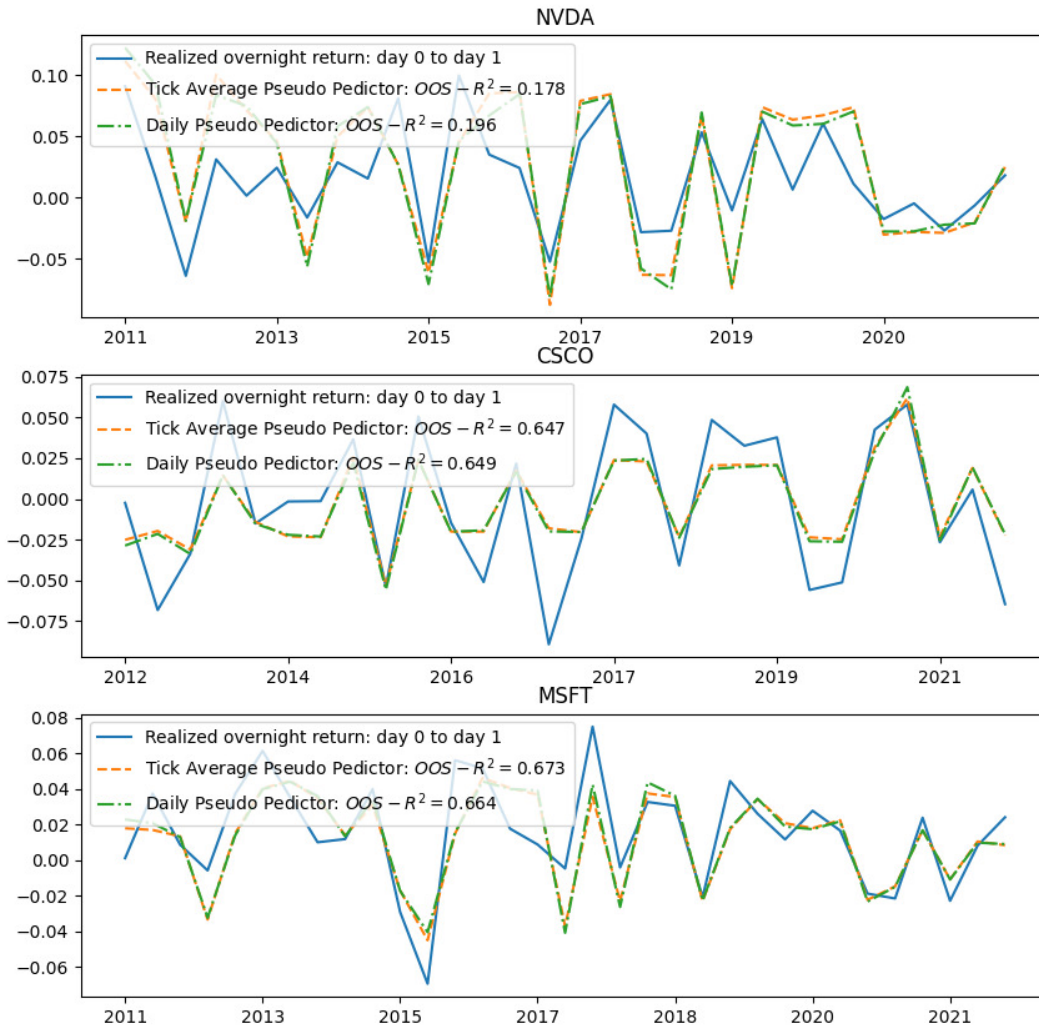 NVDA
Realized overnight return: day 0 to day 1
Tick Average Pseudo Pedictor: OOS − R² = 0.178
Daily Pseudo Pedictor: OOS − R² = 0.196
0.10
0.05
0.00
−0.05
2011 2013 2013 2015 2017 2017 2019 2020
CSCO
Realized overnight return: day 0 to day 1
Tick Average Pseudo Pedictor: OOS − R² = 0.647
Daily Pseudo Pedictor: OOS − R² = 0.649
0.075
0.050
0.025
0.000
−0.025
−0.050
−0.075
2012 2014 2016 2017 2019 2021
MSFT
Realized overnight return: day 0 to day 1
Tick Average Pseudo Pedictor: OOS − R² = 0.673
Daily Pseudo Pedictor: OOS − R² = 0.664
0.08
0.06
0.04
0.02
0.00
−0.02
−0.04
−0.06
2011 2013 2015 2017 2018 2020 2021